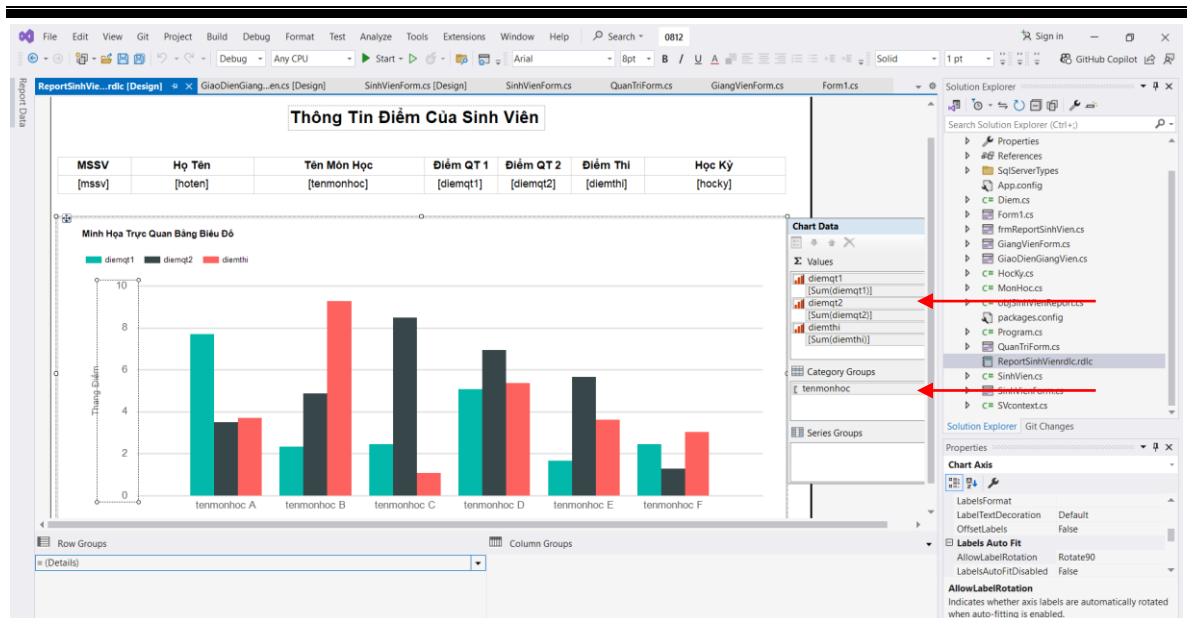 File Edit View Git Project Build Debug Format Test Analyze Tools Extensions Window Help Search 0812 Sign in
Debug Any CPU Start Arial 8pt B I U A Solid 1 pt GitHub Copilot
Report Data
ReportSinhVie...rdlc [Design] GiaoDienGiang...en.cs [Design] SinhVienForm.cs [Design] SinhVienForm.cs QuanTriForm.cs GiangVienForm.cs Form1.cs
Thông Tin Điểm Của Sinh Viên
MSSV Họ Tên Tên Môn Học Điểm QT 1 Điểm QT 2 Điểm Thi Học Kỳ
[mssv] [hoten] [tenmonhoc] [diemqt1] [diemqt2] [diemthi] [hocky]
Minh Họa Trực Quan Bằng Biểu Đồ
diemqt1 diemqt2 diemthi
Thang Điểm
10
8
6
4
2
0
tenmonhoc A tenmonhoc B tenmonhoc C tenmonhoc D tenmonhoc E tenmonhoc F
Chart Data
Σ Values
diemqt1
[Sum(diemqt1)]
diemqt2
[Sum(diemqt2)]
diemthi
[Sum(diemthi)]
Category Groups
tenmonhoc
Series Groups
Row Groups
Column Groups
(Details)
Solution Explorer
Search Solution Explorer (Ctrl+;)
Properties
References
SqlServerTypes
App.config
C# Diem.cs
Form1.cs
frmReportSinhVien.cs
GiangVienForm.cs
GiaoDienGiangVien.cs
C# HocKy.cs
C# MonHoc.cs
C# objSinhVienReport.cs
packages.config
C# Program.cs
QuanTriForm.cs
ReportSinhVienrdlc.rdlc
C# SinhVien.cs
SinhVienForm.cs
C# SVcontext.cs
Solution Explorer Git Changes
Properties
Chart Axis
LabelsFormat
LabelTextDecoration Default
OffsetLabels False
Labels Auto Fit
AllowLabelRotation Rotate90
LabelsAutoFitDisabled False
AllowLabelRotation
Indicates whether axis labels are automatically rotated
when auto-fitting is enabled.